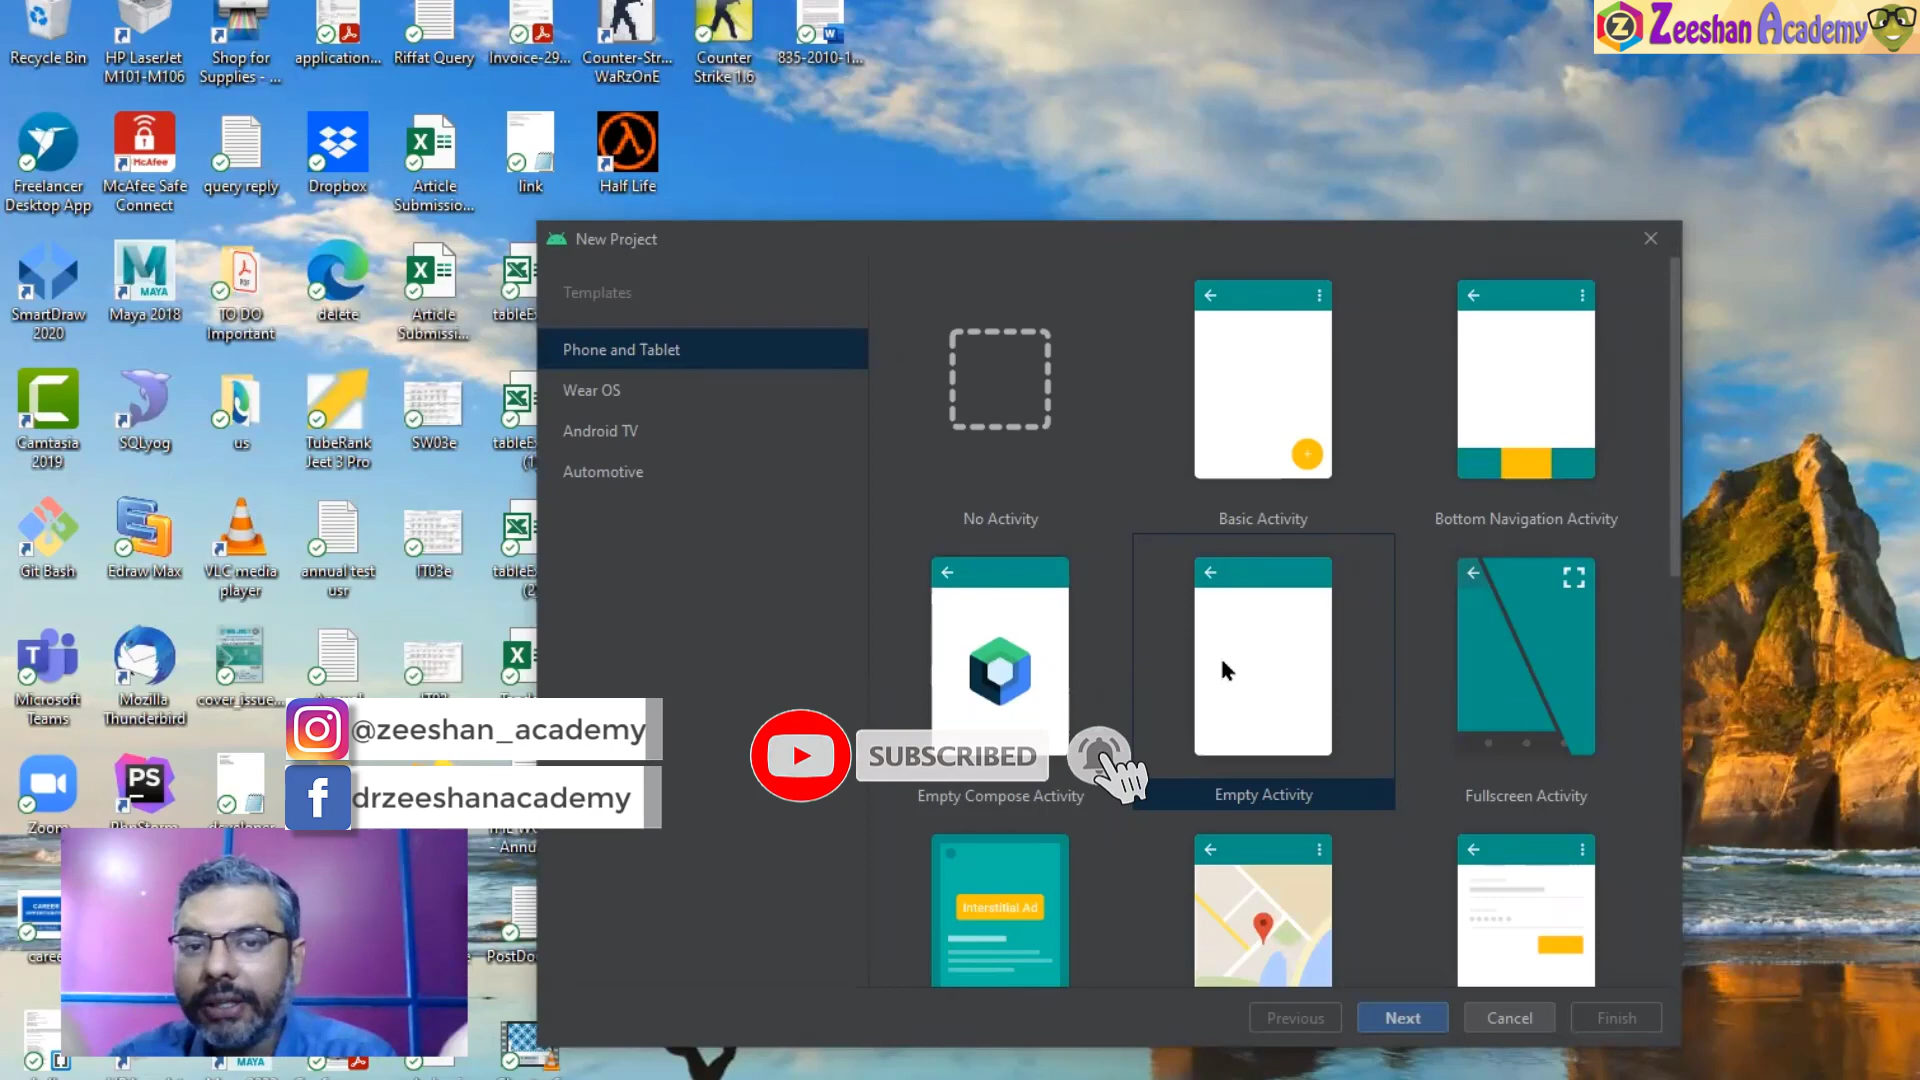 Zeeshan Academy
Recycle Bin
HP LaserJet
M101-M106
Shop for
Supplies - ...
application...
Riffat Query
Invoice-29...
Counter-Str...
WaRzOnE
Counter
Strike 1.6
835-2010-1...
Freelancer
Desktop App
McAfee
McAfee Safe
Connect
query reply
Dropbox
Article
Submissio...
link
Half Life
SmartDraw
2020
MAYA
Maya 2018
TO DO
Important
delete
Article
Submissi...
Camtasia
2019
SQLyog
us
TubeRank
Jeet 3 Pro
SW03e
Git Bash
Edraw Max
VLC media
player
annual test
usr
IT03e
Microsoft
Teams
Mozilla
Thunderbird
cover_issue...
Zoom
PS
New Project
Templates
Phone and Tablet
Wear OS
Android TV
Automotive
No Activity
Basic Activity
Bottom Navigation Activity
Empty Compose Activity
Empty Activity
Fullscreen Activity
Interstitial Ad
Previous
Next
Cancel
Finish
@zeeshan_academy
drzeeshanacademy
SUBSCRIBED